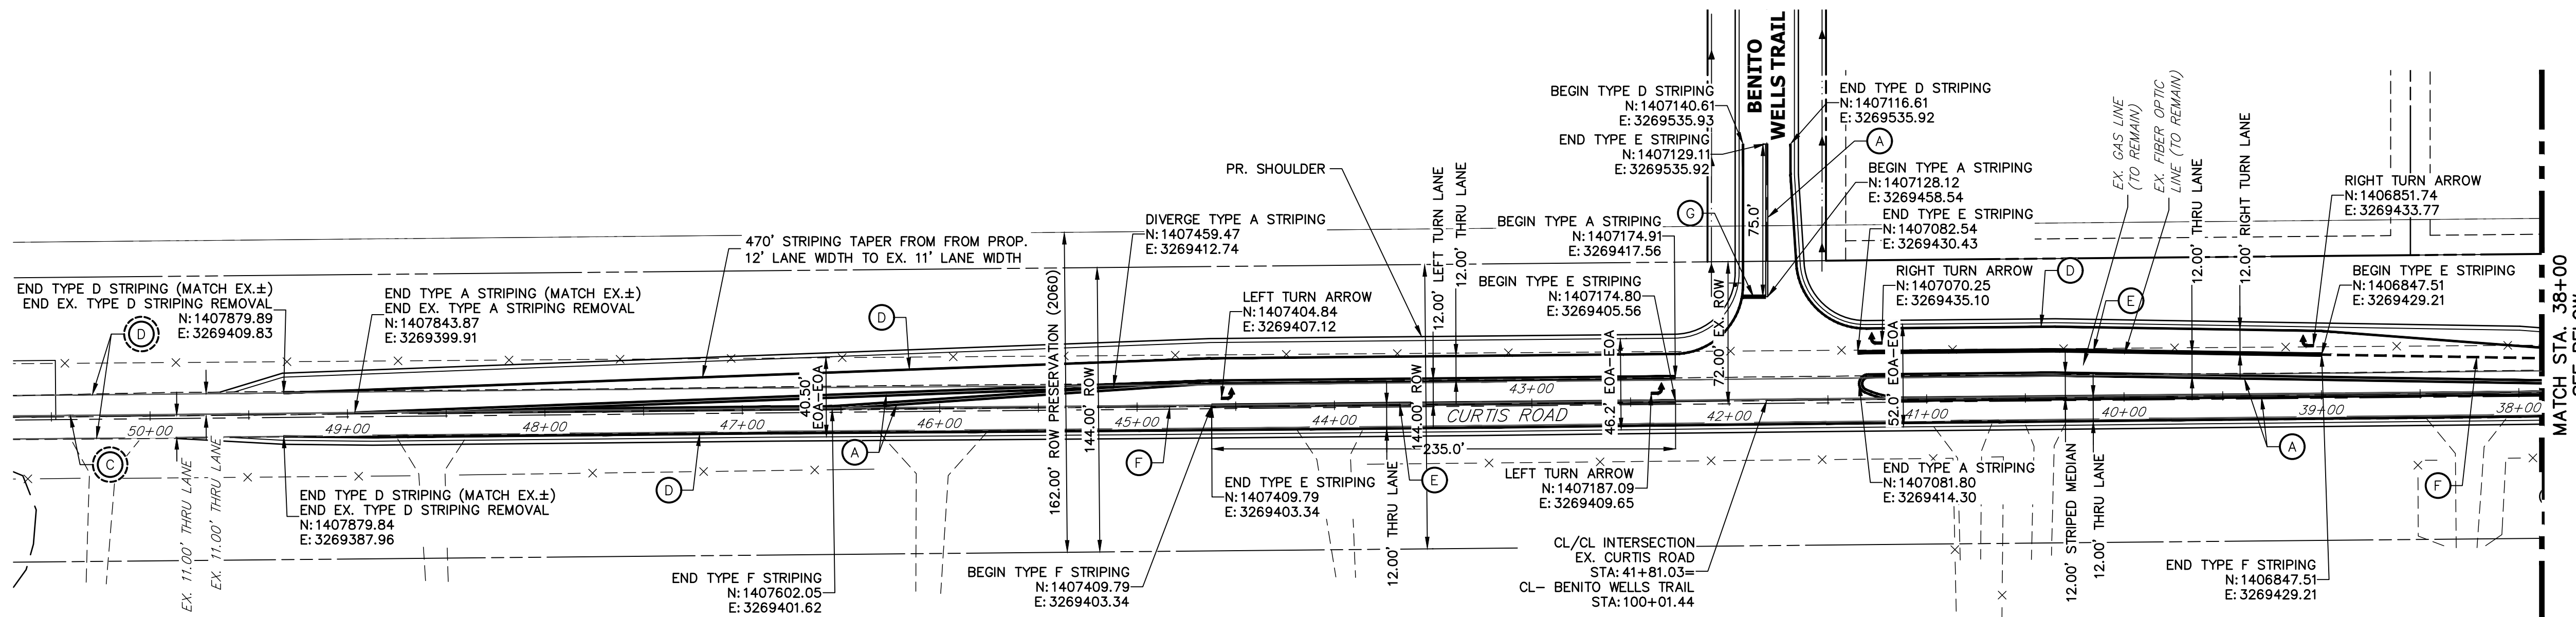 BENITO
WELLS TRAIL
BEGIN TYPE D STRIPING
N:1407140.61
E:3269535.93
END TYPE E STRIPING
N:1407129.11
E:3269535.92
END TYPE D STRIPING
N:1407116.61
E:3269535.92
A
BEGIN TYPE A STRIPING
N:1407128.12
E:3269458.54
END TYPE E STRIPING
N:1407082.54
E:3269430.43
G
75.0'
PR. SHOULDER
12.00' LEFT TURN LANE
12.00' THRU LANE
BEGIN TYPE A STRIPING
N:1407174.91
E:3269417.56
BEGIN TYPE E STRIPING
N:1407174.80
E:3269405.56
DIVERGE TYPE A STRIPING
N:1407459.47
E:3269412.74
470' STRIPING TAPER FROM FROM PROP.
12' LANE WIDTH TO EX. 11' LANE WIDTH
LEFT TURN ARROW
N:1407404.84
E:3269407.12
END TYPE D STRIPING (MATCH EX.±)
END EX. TYPE D STRIPING REMOVAL
N:1407879.89
E:3269409.83
D
END TYPE A STRIPING (MATCH EX.±)
END EX. TYPE A STRIPING REMOVAL
N:1407843.87
E:3269399.91
D
EX. GAS LINE
(TO REMAIN)
EX. FIBER OPTIC
LINE (TO REMAIN)
12.00' THRU LANE
12.00' RIGHT TURN LANE
RIGHT TURN ARROW
N:1406851.74
E:3269433.77
BEGIN TYPE E STRIPING
N:1406847.51
E:3269429.21
RIGHT TURN ARROW
N:1407070.25
E:3269435.10
D
E
MATCH STA. 38+00
40.50'
EOA-EOA
162.00' ROW PRESERVATION (2060)
144.00' ROW
144.00' ROW
46.2' EOA-EOA
72.00' EX. ROW
52.0' EOA-EOA
50+00
49+00
48+00
47+00
46+00
45+00
44+00
43+00
42+00
41+00
40+00
39+00
38+00
CURTIS ROAD
235.0'
C
A
D
F
E
A
F
EX. 11.00' THRU LANE
EX. 11.00' THRU LANE
END TYPE D STRIPING (MATCH EX.±)
END EX. TYPE D STRIPING REMOVAL
N:1407879.84
E:3269387.96
END TYPE F STRIPING
N:1407602.05
E:3269401.62
BEGIN TYPE F STRIPING
N:1407409.79
E:3269403.34
END TYPE E STRIPING
N:1407409.79
E:3269403.34
12.00' THRU LANE
LEFT TURN ARROW
N:1407187.09
E:3269409.65
CL/CL INTERSECTION
EX. CURTIS ROAD
STA:41+81.03=
CL- BENITO WELLS TRAIL
STA:100+01.44
END TYPE A STRIPING
N:1407081.80
E:3269414.30
12.00' STRIPED MEDIAN
12.00' THRU LANE
END TYPE F STRIPING
N:1406847.51
E:3269429.21